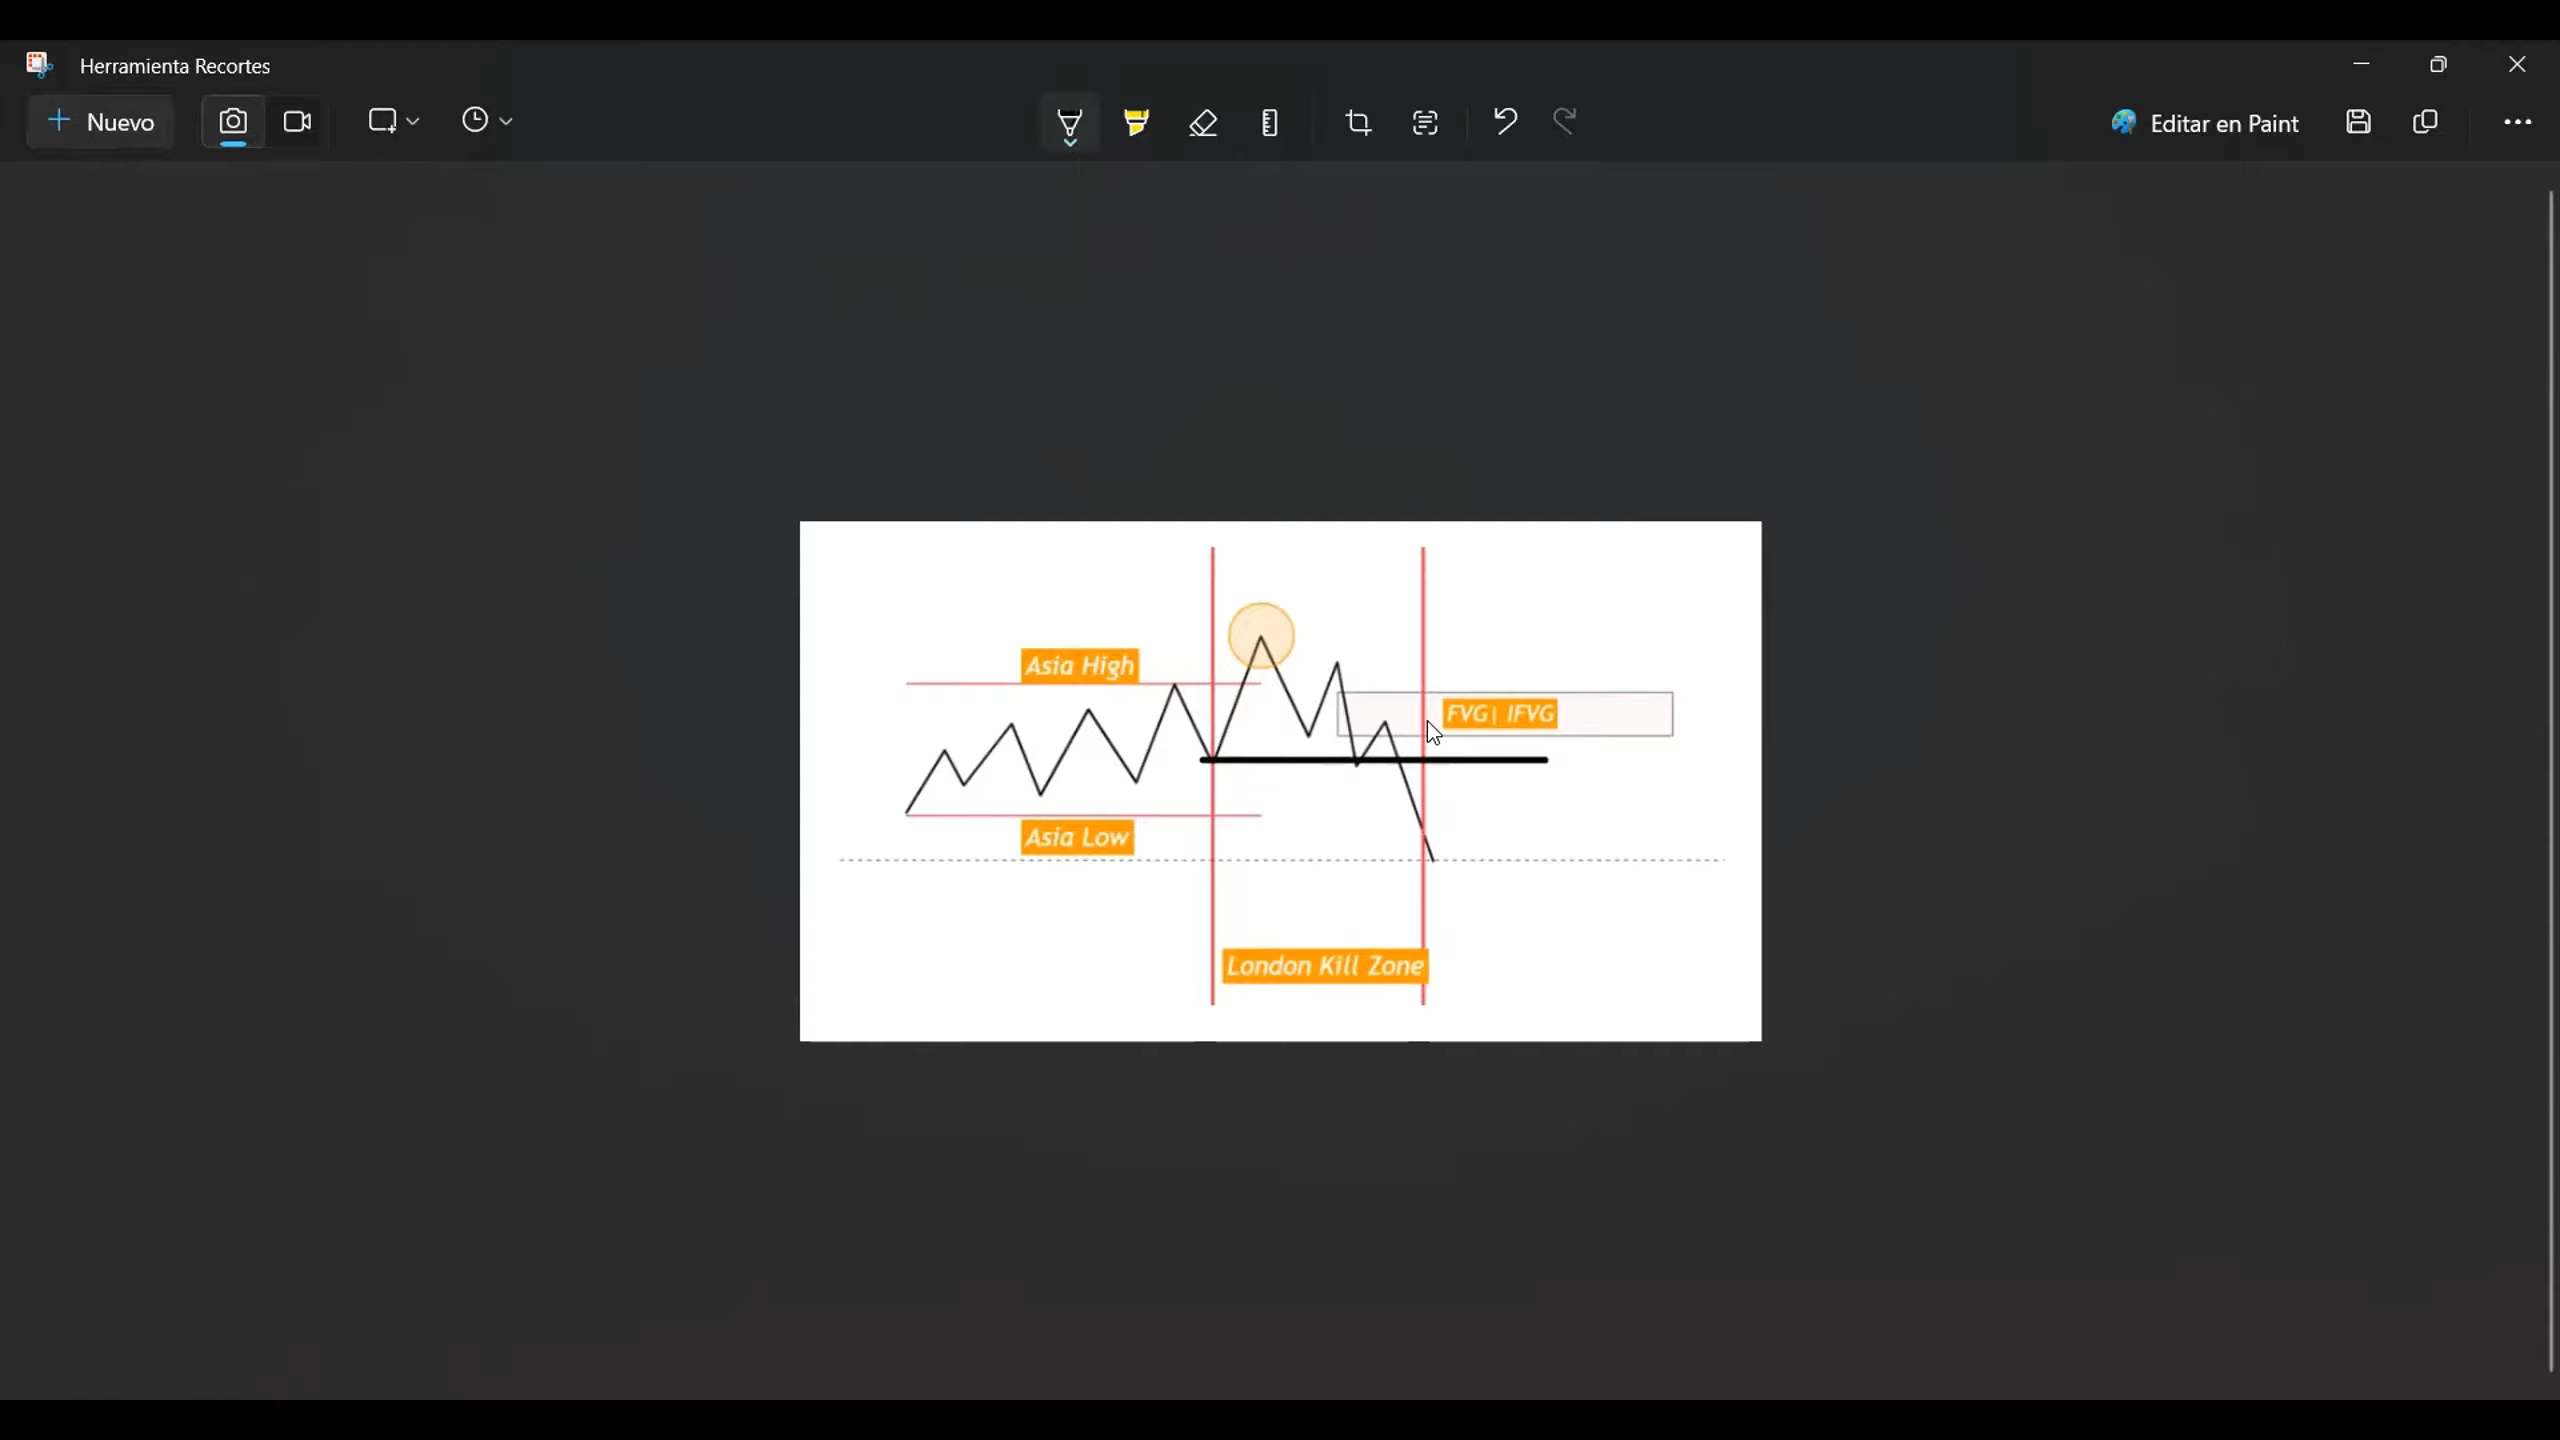 Herramienta Recortes
Nuevo
Editar en Paint
Asia High
FVG| IFVG
Asia Low
London Kill Zone